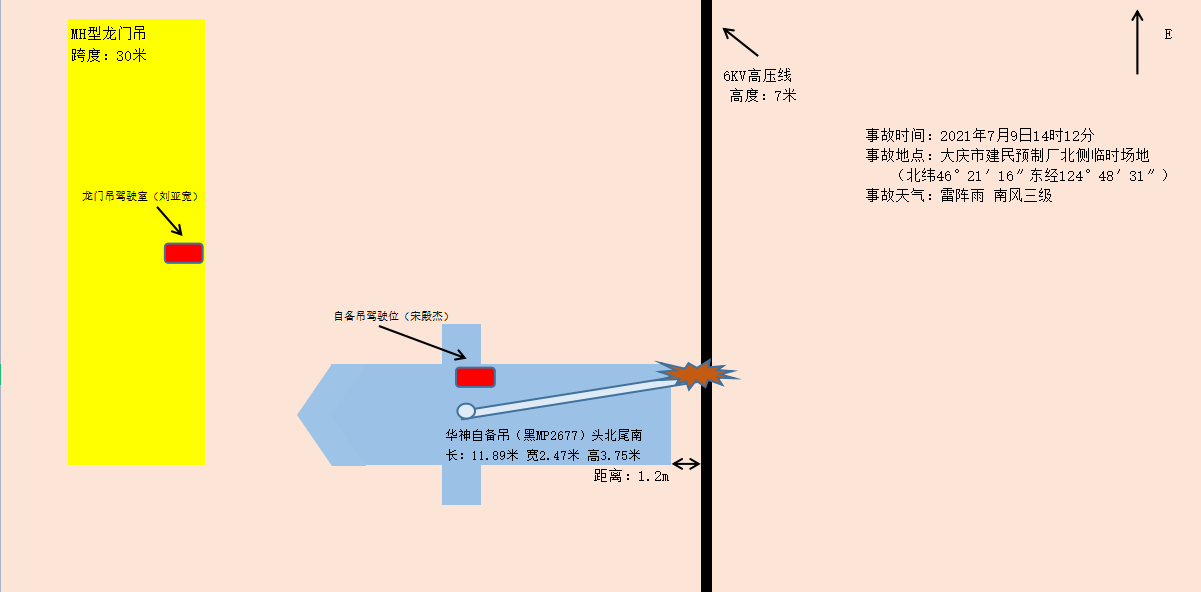 MH型龙门吊
跨度：30米
6KV高压线
高度：7米
E
事故时间：2021年7月9日14时12分
事故地点：大庆市建民预制厂北侧临时场地
（北纬46°21′16″东经124°48′31″）
事故天气：雷阵雨 南风三级
龙门吊驾驶室（刘亚宽）
自备吊驾驶位（宋殿杰）
华神自备吊（黑MP2677）头北尾南
长：11.89米 宽2.47米 高3.75米
距离：1.2m